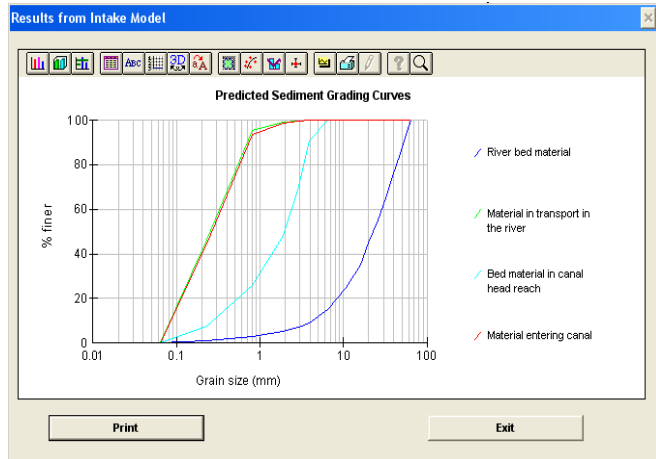 Results from Intake Model
ABC
3D
Predicted Sediment Grading Curves
% finer
100
80
60
40
20
0
0.01
0.1
1
10
100
Grain size (mm)
River bed material
Material in transport in
the river
Bed material in canal
head reach
Material entering canal
Print
Exit